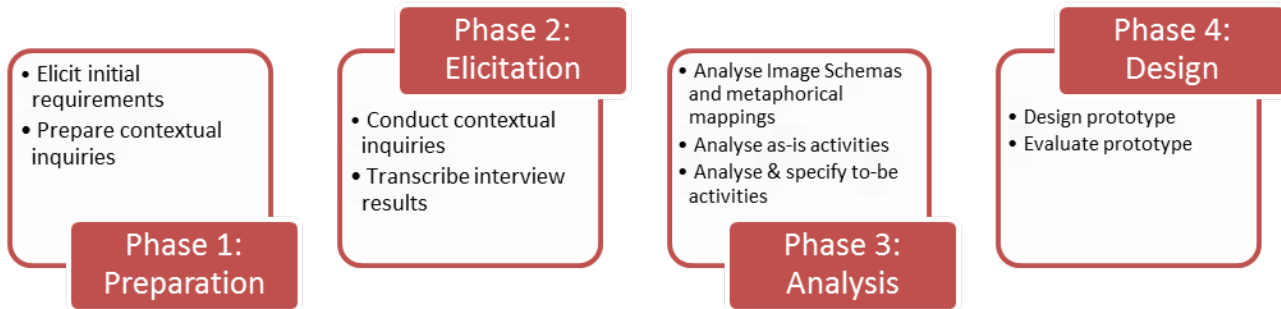 • Elicit initial
requirements
• Prepare contextual
inquiries
Phase 1:
Preparation
Phase 2:
Elicitation
• Conduct contextual
inquiries
• Transcribe interview
results
• Analyse Image Schemas
and metaphorical
mappings
• Analyse as-is activities
• Analyse & specify to-be
activities
Phase 3:
Analysis
Phase 4:
Design
• Design prototype
• Evaluate prototype